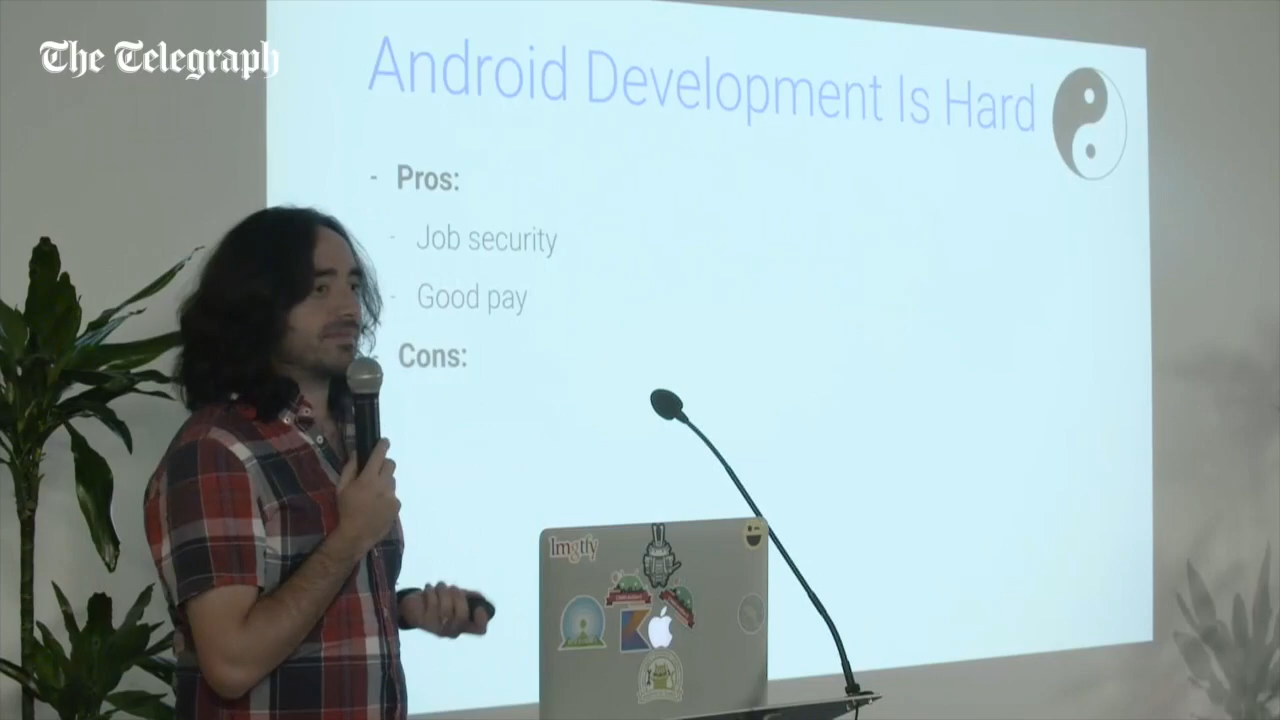 The Telegraph
Android Development Is Hard
- Pros:
- Job security
- Good pay
Cons:
lmgtfy